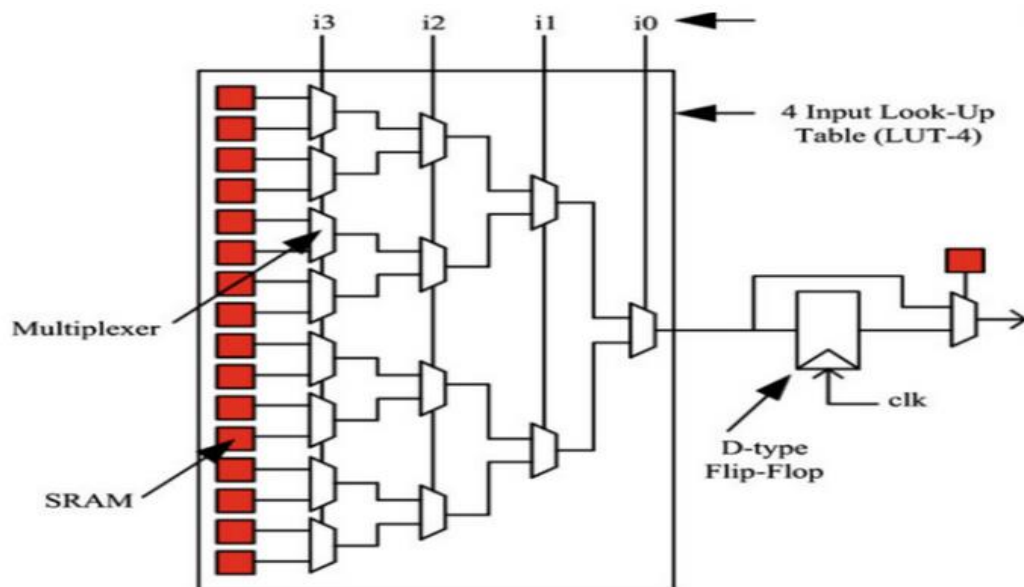 i3 i2 i1 i0
4 Input Look-Up
Table (LUT-4)
Multiplexer
clk
D-type
Flip-Flop
SRAM